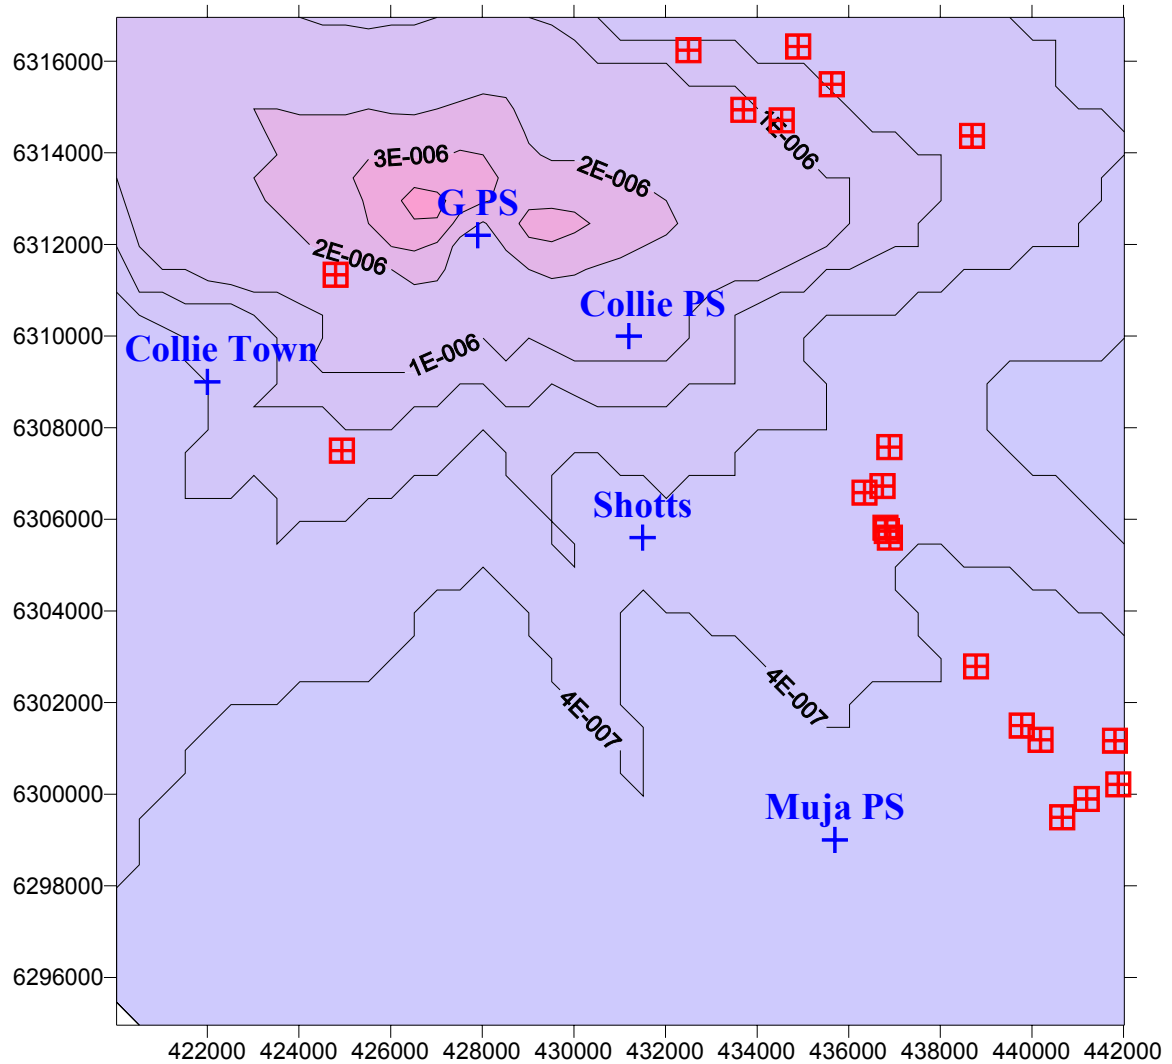 6316000
6314000
6312000
6310000
6308000
6306000
6304000
6302000
6300000
6298000
6296000
1E-006
3E-006
2E-006
G PS
2E-006
Collie PS
Collie Town
1E-006
Shotts
4E-007
4E-007
Muja PS
422000 424000 426000 428000 430000 432000 434000 436000 438000 440000 442000